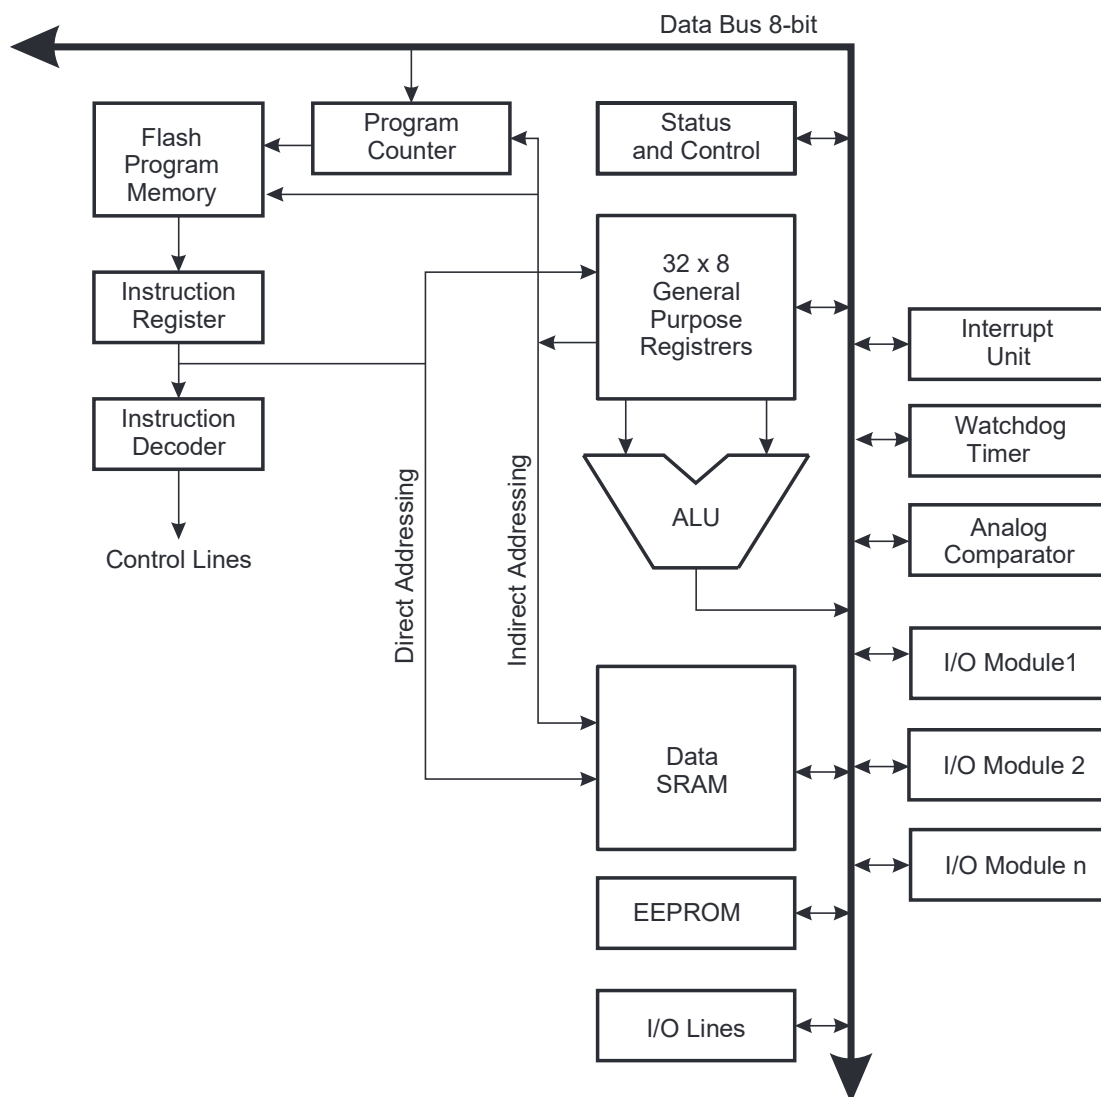 Data Bus 8-bit
Flash
Program
Memory
Program
Counter
Status
and Control
32 x 8
General
Purpose
Registrers
Instruction
Register
Interrupt
Unit
Instruction
Decoder
Watchdog
Timer
Direct Addressing
Indirect Addressing
ALU
Analog
Comparator
Control Lines
I/O Module1
Data
SRAM
I/O Module 2
I/O Module n
EEPROM
I/O Lines